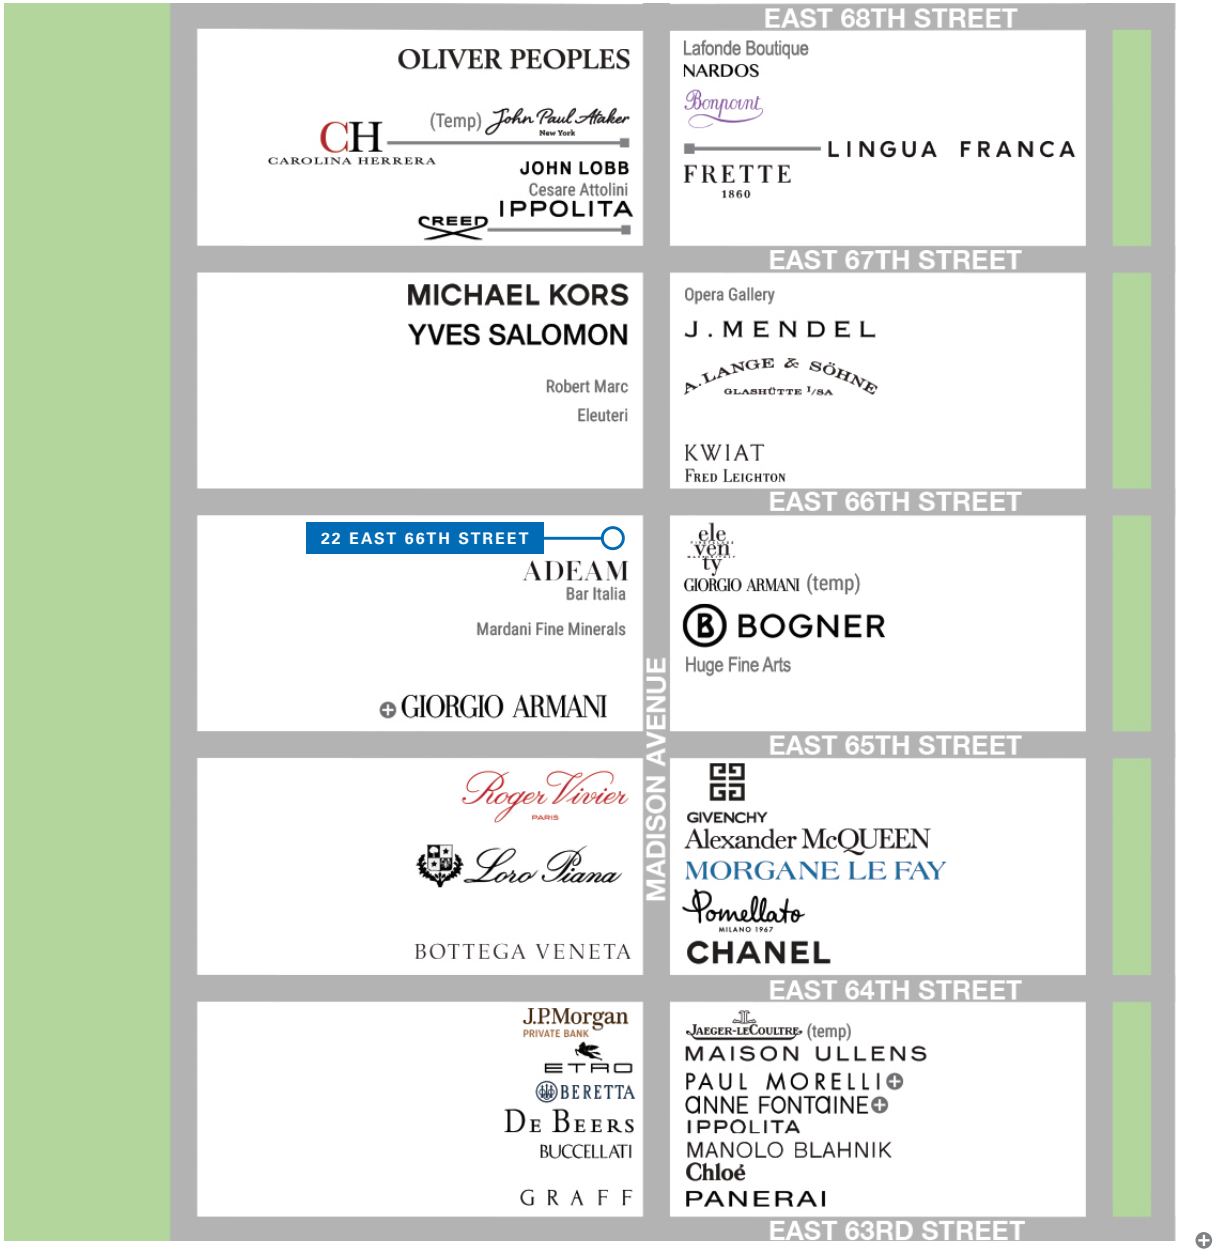 EAST 68TH STREET
OLIVER PEOPLES
(Temp) John Paul Ataker
New York
CH
CAROLINA HERRERA
JOHN LOBB
Cesare Attolini
IPPOLITA
CREED
Lafonde Boutique
NARDOS
Bonpoint
LINGUA FRANCA
FRETTE
1860
EAST 67TH STREET
MICHAEL KORS
YVES SALOMON
Robert Marc
Eleuteri
Opera Gallery
J. MENDEL
A. LANGE & SÖHNE
GLASHÜTTE I/SA
KWIAT
FRED LEIGHTON
EAST 66TH STREET
22 EAST 66TH STREET
ADEAM
Bar Italia
Mardani Fine Minerals
GIORGIO ARMANI
ele
ven
ty
GIORGIO ARMANI (temp)
B BOGNER
Huge Fine Arts
MADISON AVENUE
EAST 65TH STREET
Roger Vivier
PARIS
Loro Piana
BOTTEGA VENETA
GIVENCHY
Alexander McQUEEN
MORGANE LE FAY
Pomellato
MILANO 1967
CHANEL
EAST 64TH STREET
J.P.Morgan
PRIVATE BANK
ETRO
BERETTA
DE BEERS
BUCCELLATI
GRAFF
JAEGER-LECOULTRE (temp)
MAISON ULLENS
PAUL MORELLI
ANNE FONTAINE
IPPOLITA
MANOLO BLAHNIK
Chloé
PANERAI
EAST 63RD STREET